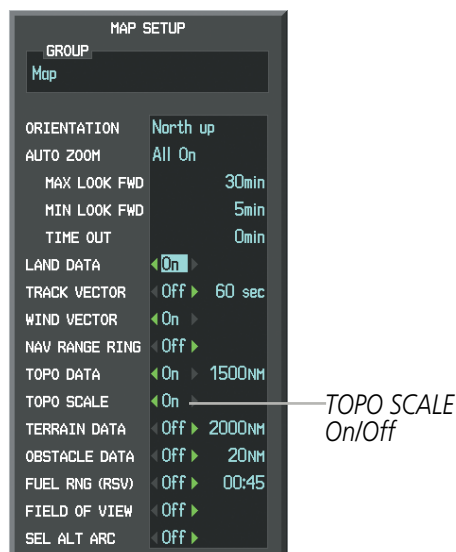 MAP SETUP
GROUP
Map
ORIENTATION North up
AUTO ZOOM All On
MAX LOOK FWD 30min
MIN LOOK FWD 5min
TIME OUT 0min
LAND DATA On
TRACK VECTOR Off 60 sec
WIND VECTOR On
NAV RANGE RING Off
TOPO DATA On 1500NM
TOPO SCALE On
TERRAIN DATA Off 2000NM
OBSTACLE DATA Off 20NM
FUEL RNG (RSV) Off 00:45
FIELD OF VIEW Off
SEL ALT ARC Off
TOPO SCALE
On/Off